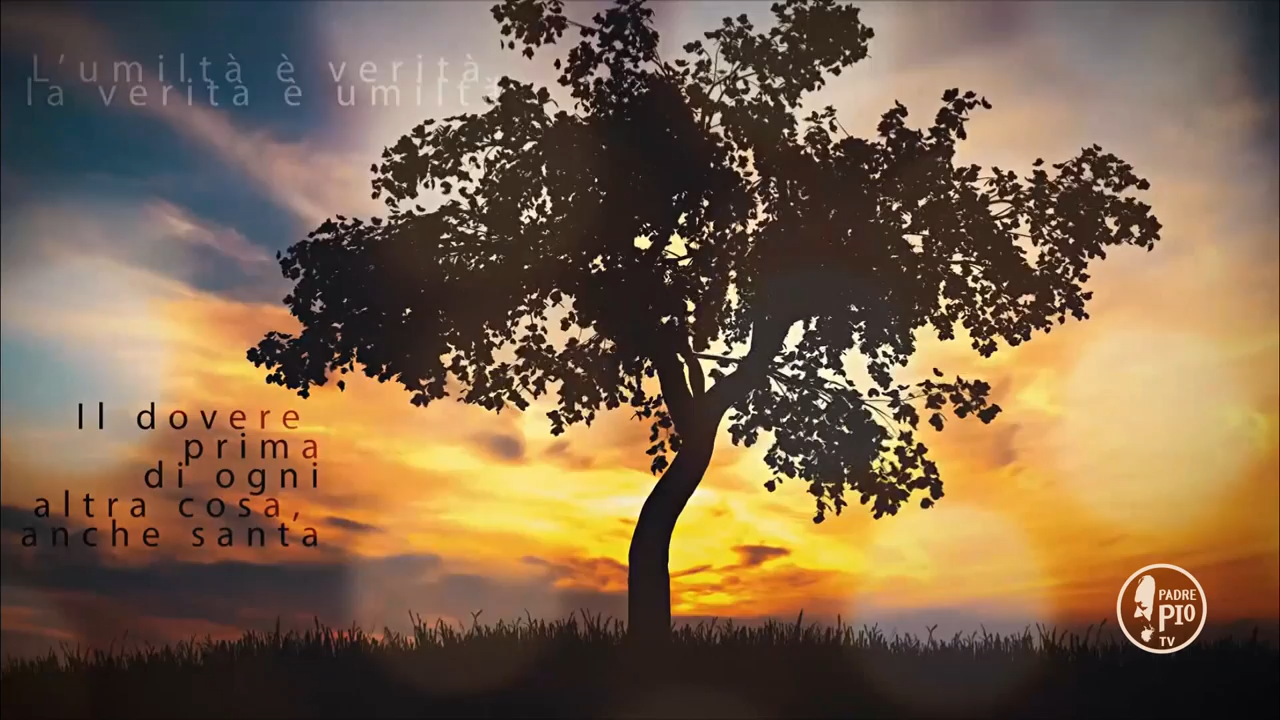 L'umiltà è verità,
la verità è umiltà
Il dovere
prima
di ogni
altra cosa,
anche santa
PADRE
PIO
TV